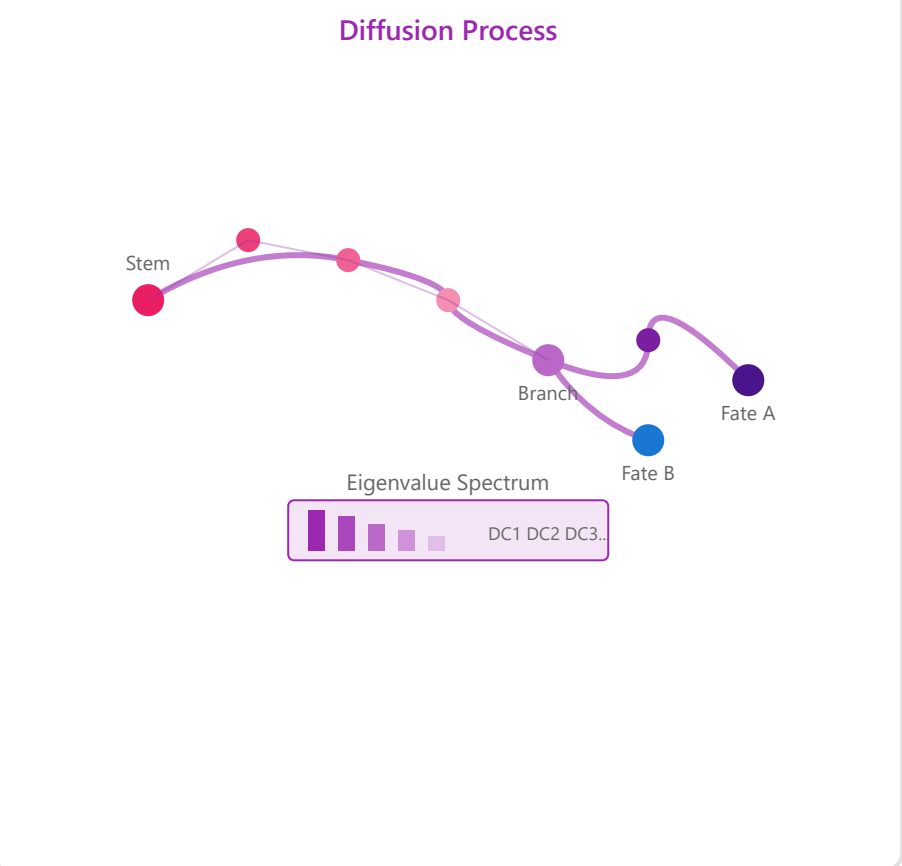 Diffusion Process
Stem
Branch
Fate A
Fate B
Eigenvalue Spectrum
DC1 DC2 DC3..